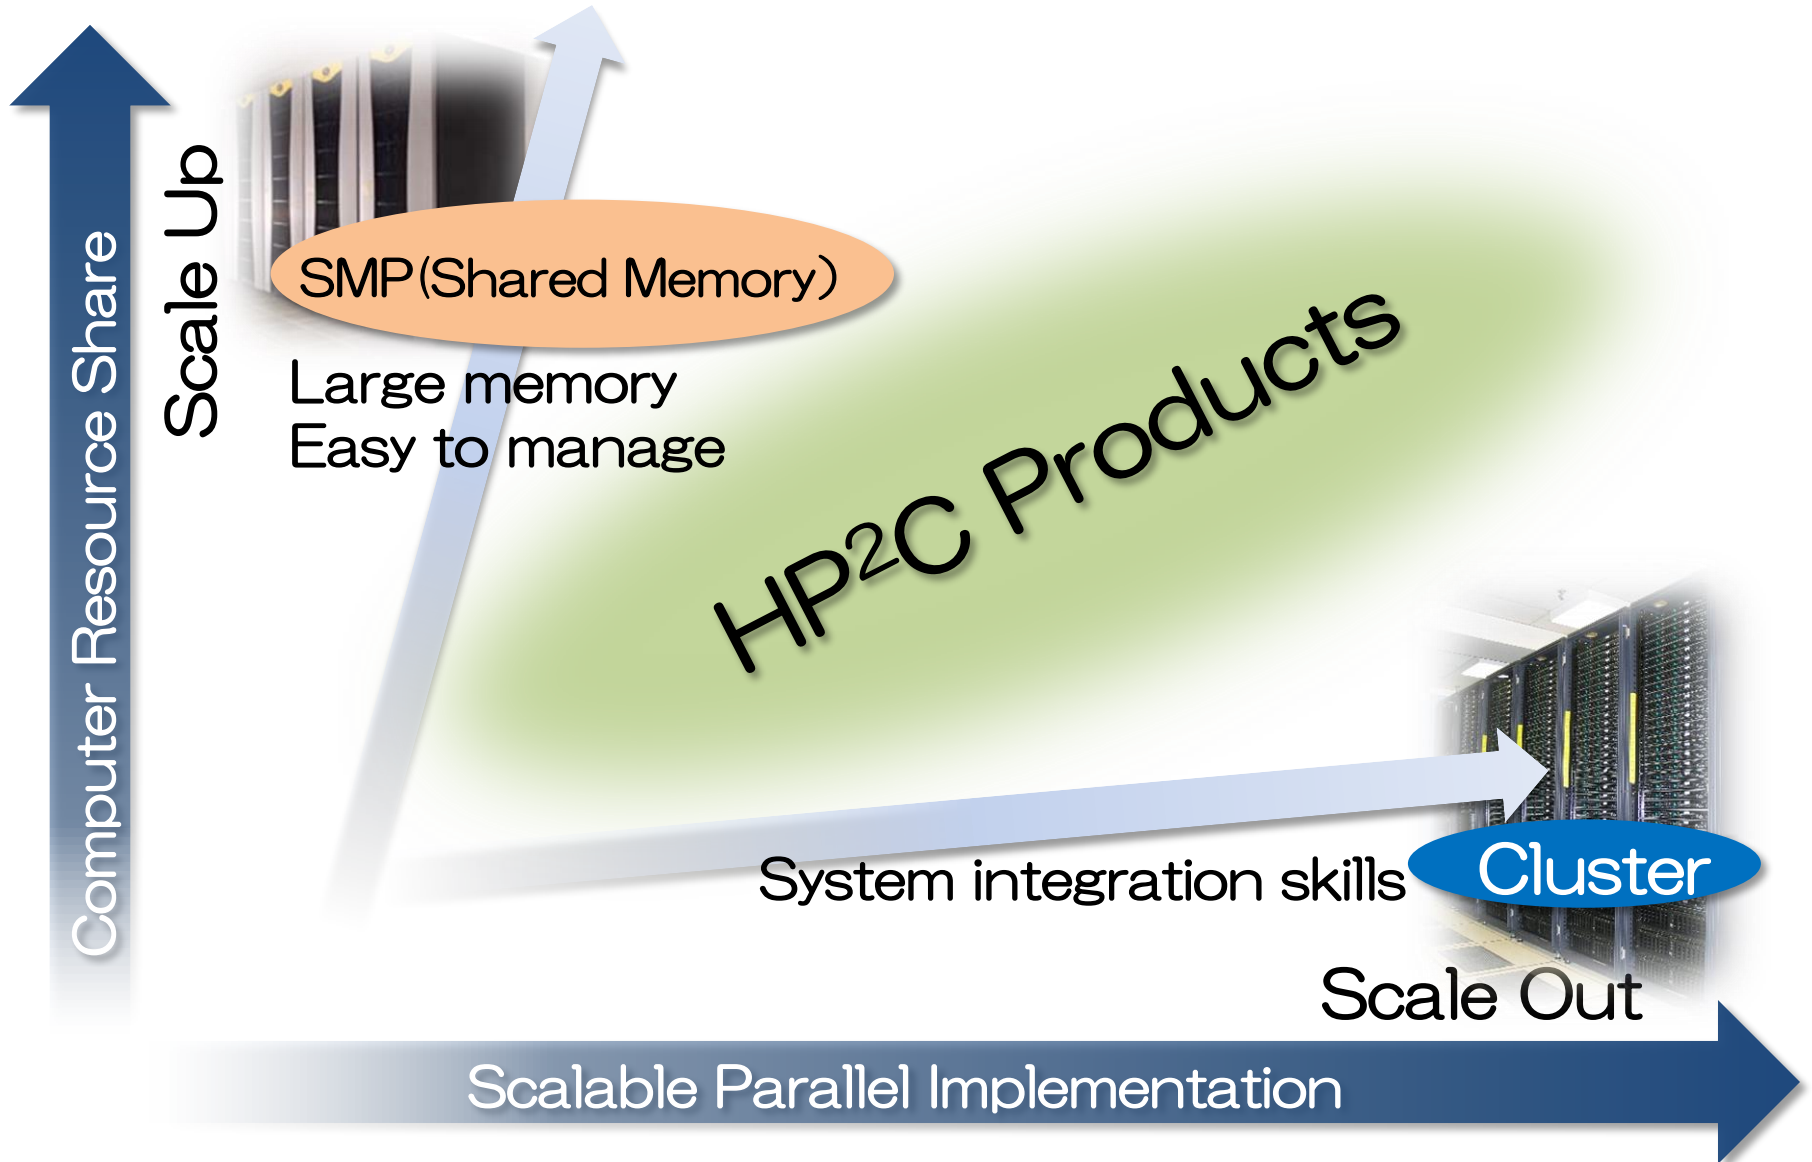 Computer Resource Share
Scale Up
SMP(Shared Memory)
Large memory
Easy to manage
HP²C Products
System integration skills
Cluster
Scale Out
Scalable Parallel Implementation